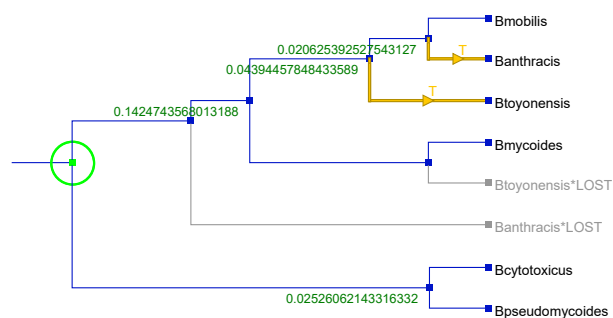 Bmobilis
0.020625392527543127
T
Banthracis
0.04394457848433589
T
Btoyonensis
0.1424743568013188
Bmycoides
Btoyonensis*LOST
Banthracis*LOST
Bcytotoxicus
0.02526062143316332
Bpseudomycoides